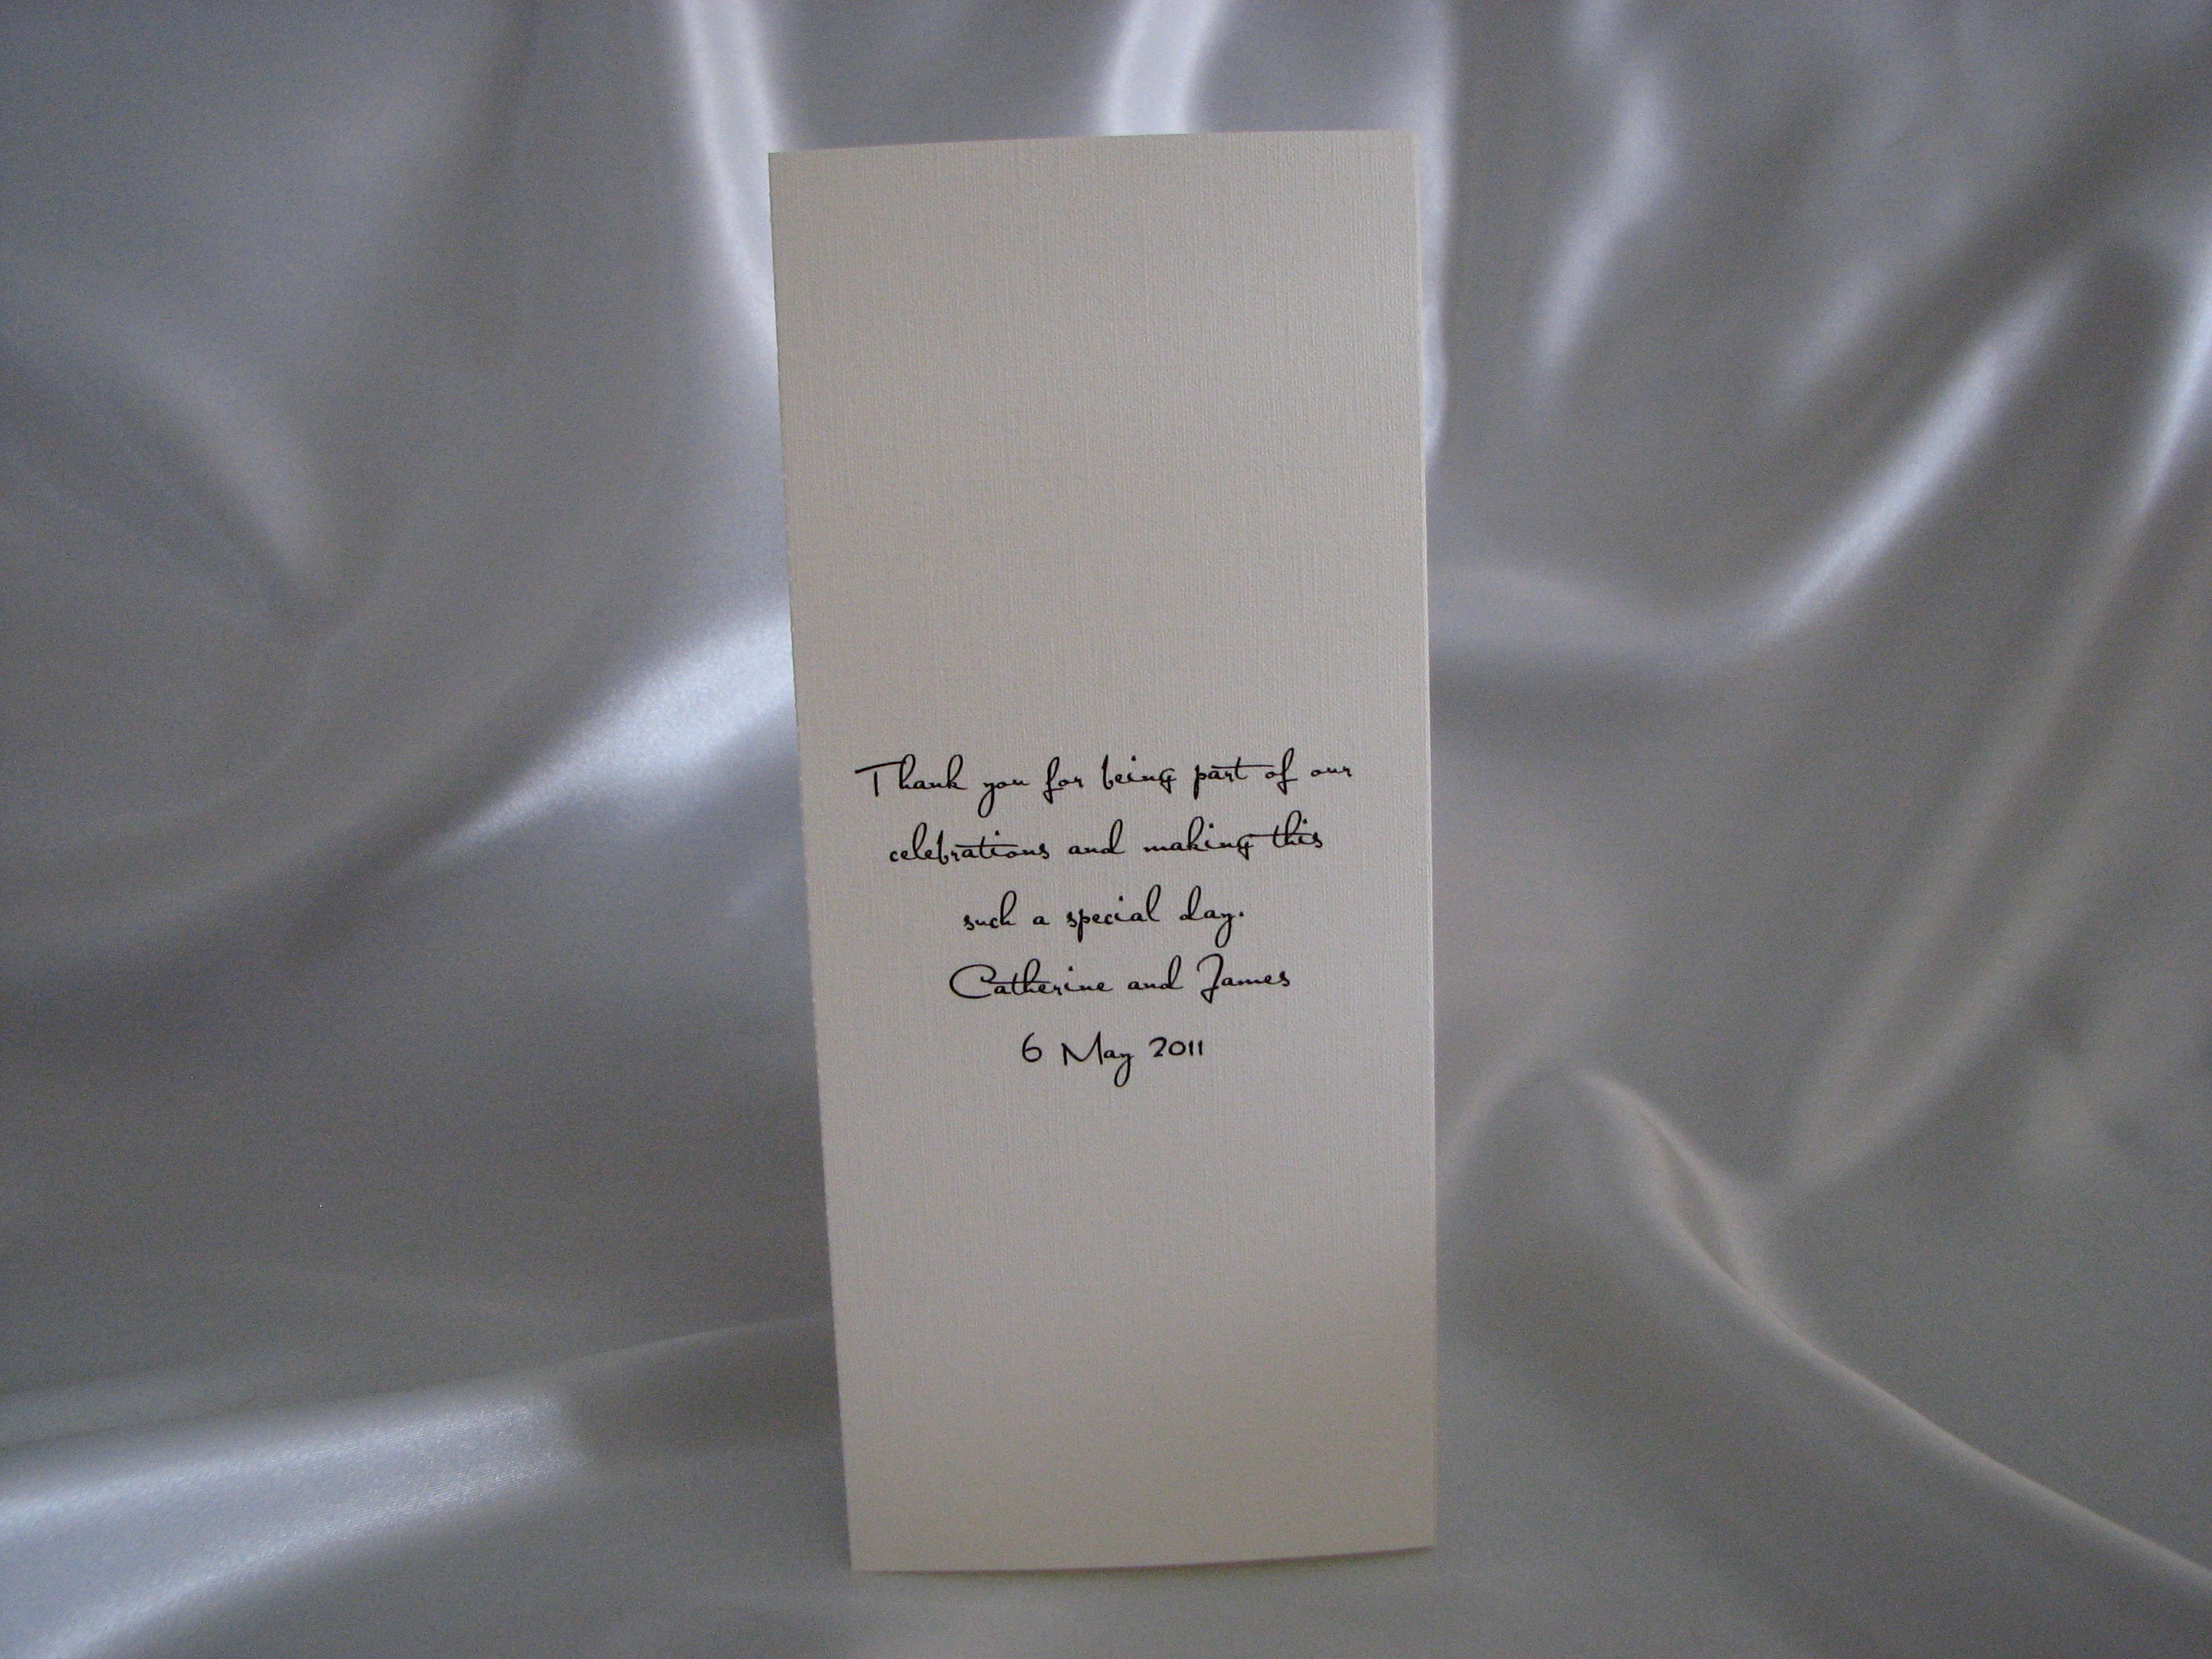 Thank you for being part of our
celebrations and making this
such a special day.
Catherine and James
6 May 2011